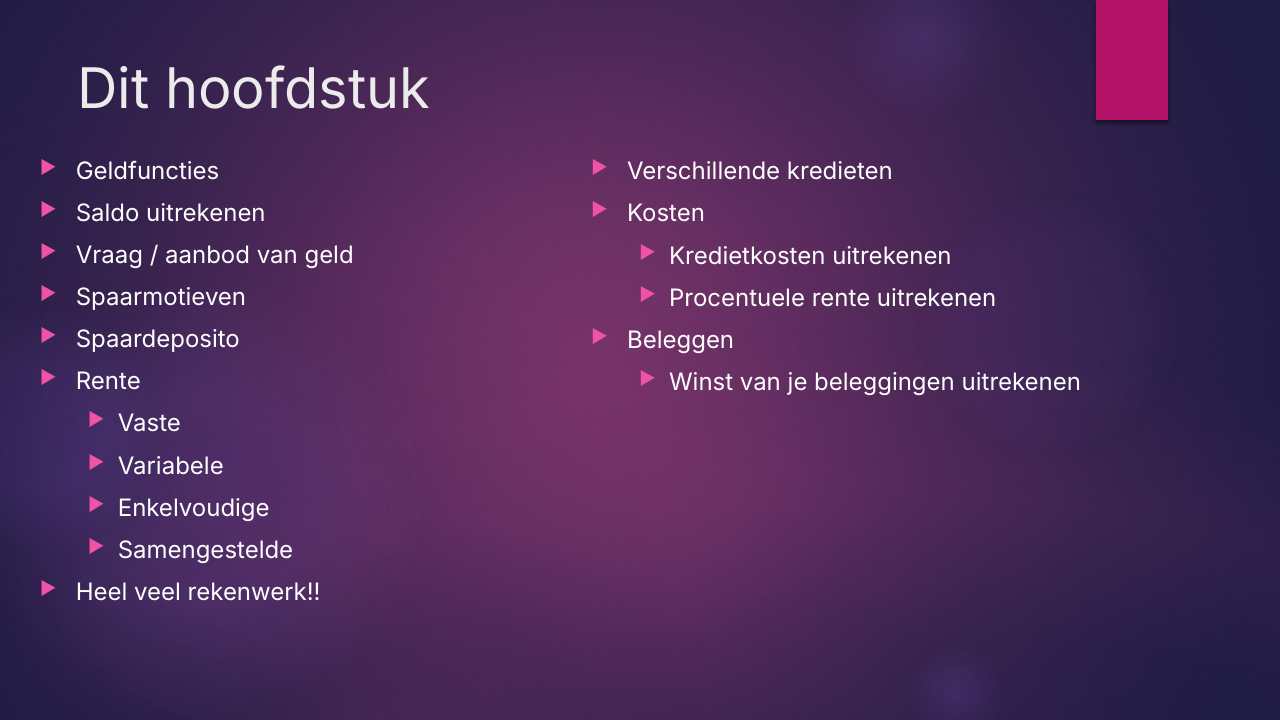 Dit hoofdstuk
Geldfuncties
Saldo uitrekenen
Vraag / aanbod van geld
Spaarmotieven
Spaardeposito
Rente
Vaste
Variabele
Enkelvoudige
Samengestelde
Heel veel rekenwerk!!
Verschillende kredieten
Kosten
Kredietkosten uitrekenen
Procentuele rente uitrekenen
Beleggen
Winst van je beleggingen uitrekenen